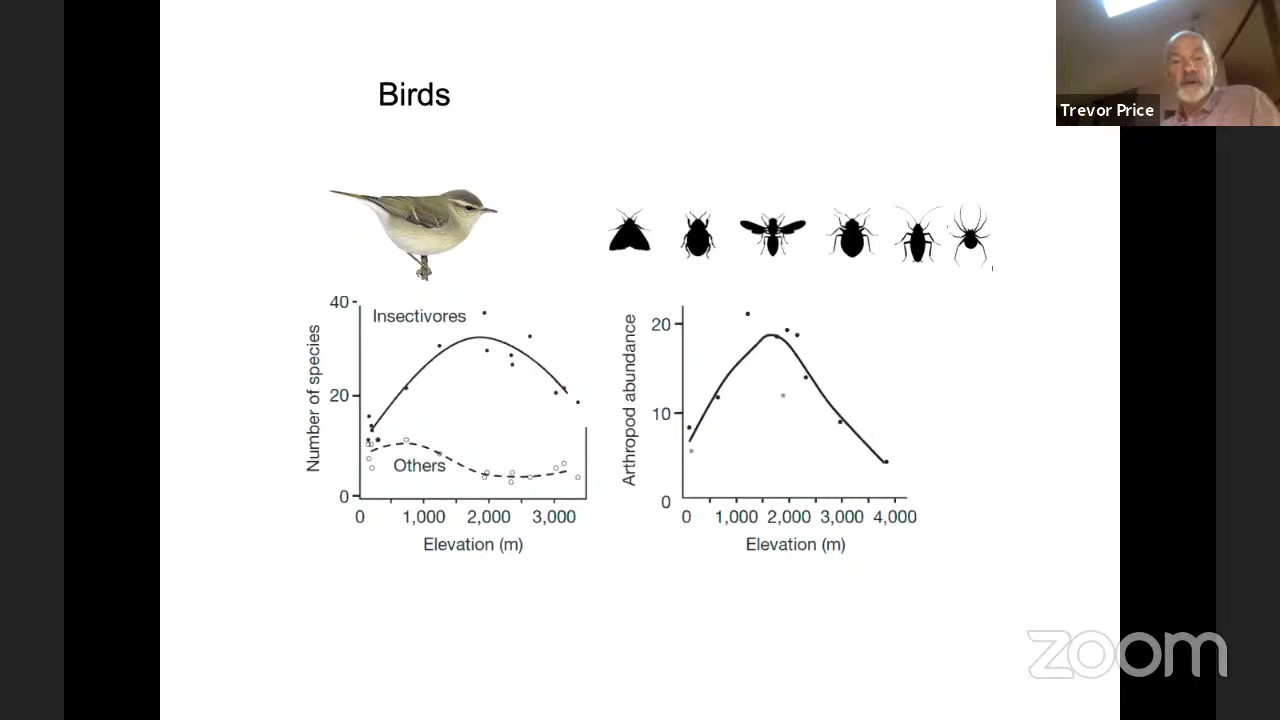 Birds
Trevor Price
40
Insectivores
20
Others
0
Number of species
0 1,000 2,000 3,000
Elevation (m)
20
10
0
Arthropod abundance
0 1,000 2,000 3,000 4,000
Elevation (m)
zoom